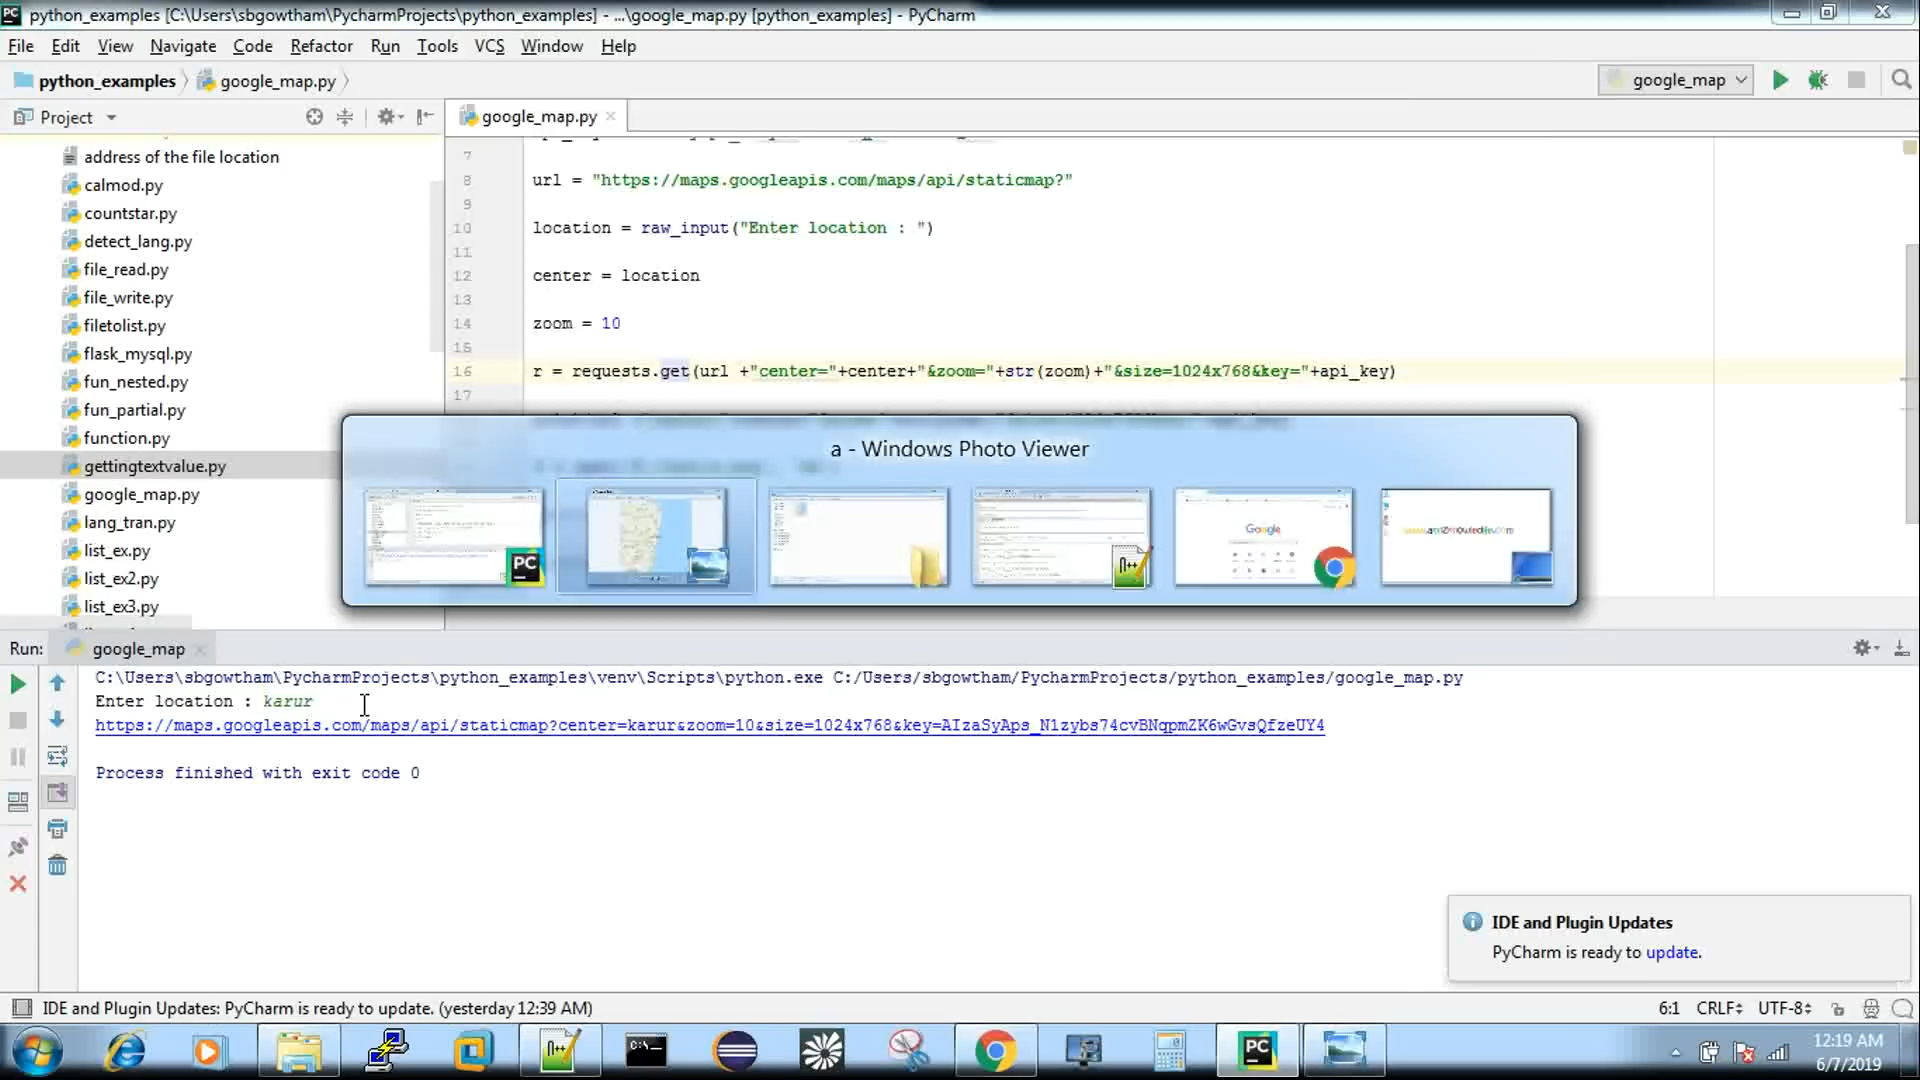 python_examples [C:\Users\sbgowtham\PycharmProjects\python_examples] - ...\google_map.py [python_examples] - PyCharm
File Edit View Navigate Code Refactor Run Tools VCS Window Help
python_examples google_map.py
google_map
Project
google_map.py
address of the file location
calmod.py
countstar.py
detect_lang.py
file_read.py
file_write.py
filetolist.py
flask_mysql.py
fun_nested.py
fun_partial.py
function.py
gettingtextvalue.py
google_map.py
lang_tran.py
list_ex.py
list_ex2.py
list_ex3.py
7
8 url = "https://maps.googleapis.com/maps/api/staticmap?"
9
10 location = raw_input("Enter location : ")
11
12 center = location
13
14 zoom = 10
15
16 r = requests.get(url +"center="+center+"&zoom="+str(zoom)+"&size=1024x768&key="+api_key)
17
a - Windows Photo Viewer
PC
Google
Run: google_map
C:\Users\sbgowtham\PycharmProjects\python_examples\venv\Scripts\python.exe C:/Users/sbgowtham/PycharmProjects/python_examples/google_map.py
Enter location : karur
https://maps.googleapis.com/maps/api/staticmap?center=karur&zoom=10&size=1024x768&key=AIzaSyAps_N1zybs74cvBNqpmZK6wGvsQfzeUY4
Process finished with exit code 0
IDE and Plugin Updates
PyCharm is ready to update.
IDE and Plugin Updates: PyCharm is ready to update. (yesterday 12:39 AM)
6:1 CRLF UTF-8
PC
12:19 AM
6/7/2019